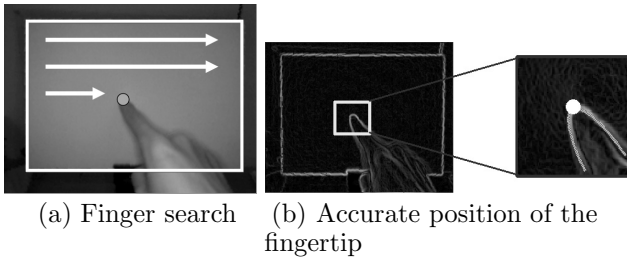 (a) Finger search
(b) Accurate position of the
fingertip